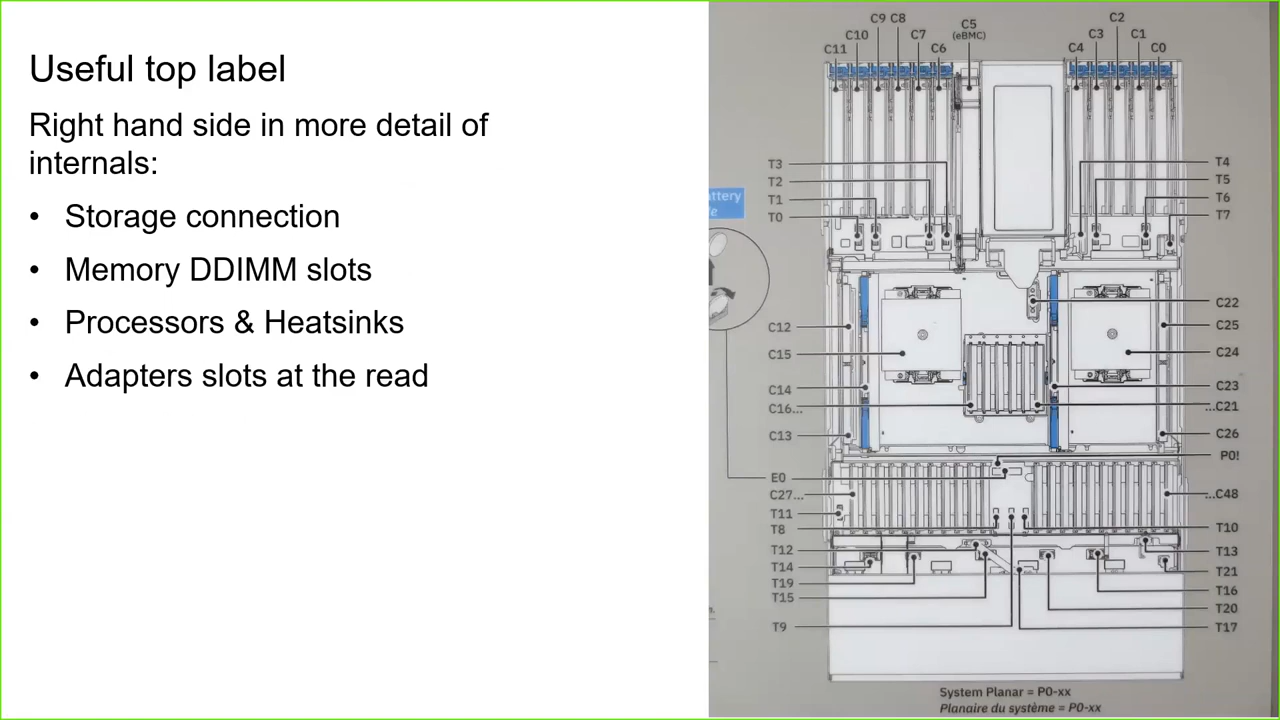 Useful top label
Right hand side in more detail of
internals:
• Storage connection
• Memory DDIMM slots
• Processors & Heatsinks
• Adapters slots at the read
C11
C10
C9 C8
C7
C6
C5
(eBMC)
C4
C3
C2
C1
C0
T3
T2
T1
T0
T4
T5
T6
T7
C12
C15
C14
C16...
C13
E0
C27...
T11
T8
T12
T14
T19
T15
T9
C22
C25
C24
C23
...C21
C26
P0!
...C48
T10
T13
T21
T16
T20
T17
System Planar = P0-xx
Planaire du système = P0-xx